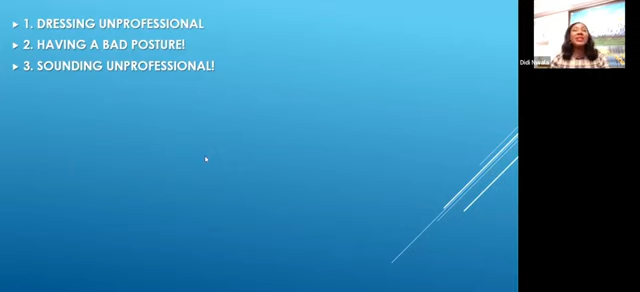 1. DRESSING UNPROFESSIONAL
2. HAVING A BAD POSTURE!
3. SOUNDING UNPROFESSIONAL!
Didi